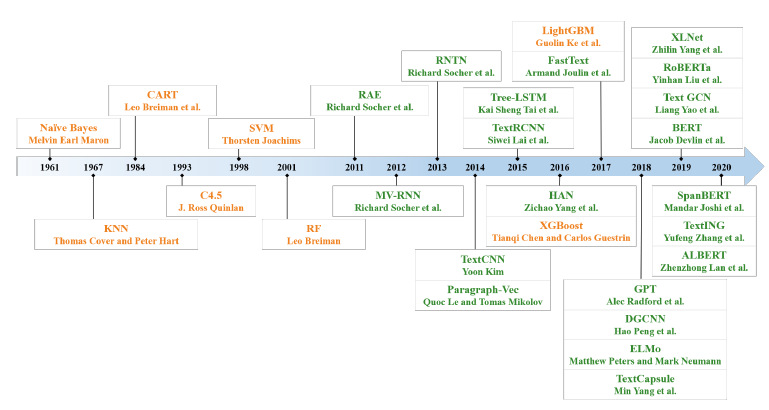 LightGBM
Guolin Ke et al.
FastText
Armand Joulin et al.
XLNet
Zhilin Yang et al.
RoBERTa
Yinhan Liu et al.
Text GCN
Liang Yao et al.
BERT
Jacob Devlin et al.
RNTN
Richard Socher et al.
CART
Leo Breiman et al.
RAE
Richard Socher et al.
Tree-LSTM
Kai Sheng Tai et al.
TextRCNN
Siwei Lai et al.
Naïve Bayes
Melvin Earl Maron
SVM
Thorsten Joachims
1961 1967 1984 1993 1998 2001 2011 2012 2013 2014 2015 2016 2017 2018 2019 2020
C4.5
J. Ross Quinlan
MV-RNN
Richard Socher et al.
HAN
Zichao Yang et al.
XGBoost
Tianqi Chen and Carlos Guestrin
SpanBERT
Mandar Joshi et al.
TextING
Yufeng Zhang et al.
ALBERT
Zhenzhong Lan et al.
KNN
Thomas Cover and Peter Hart
RF
Leo Breiman
TextCNN
Yoon Kim
Paragraph-Vec
Quoc Le and Tomas Mikolov
GPT
Alec Radford et al.
DGCNN
Hao Peng et al.
ELMo
Matthew Peters and Mark Neumann
TextCapsule
Min Yang et al.